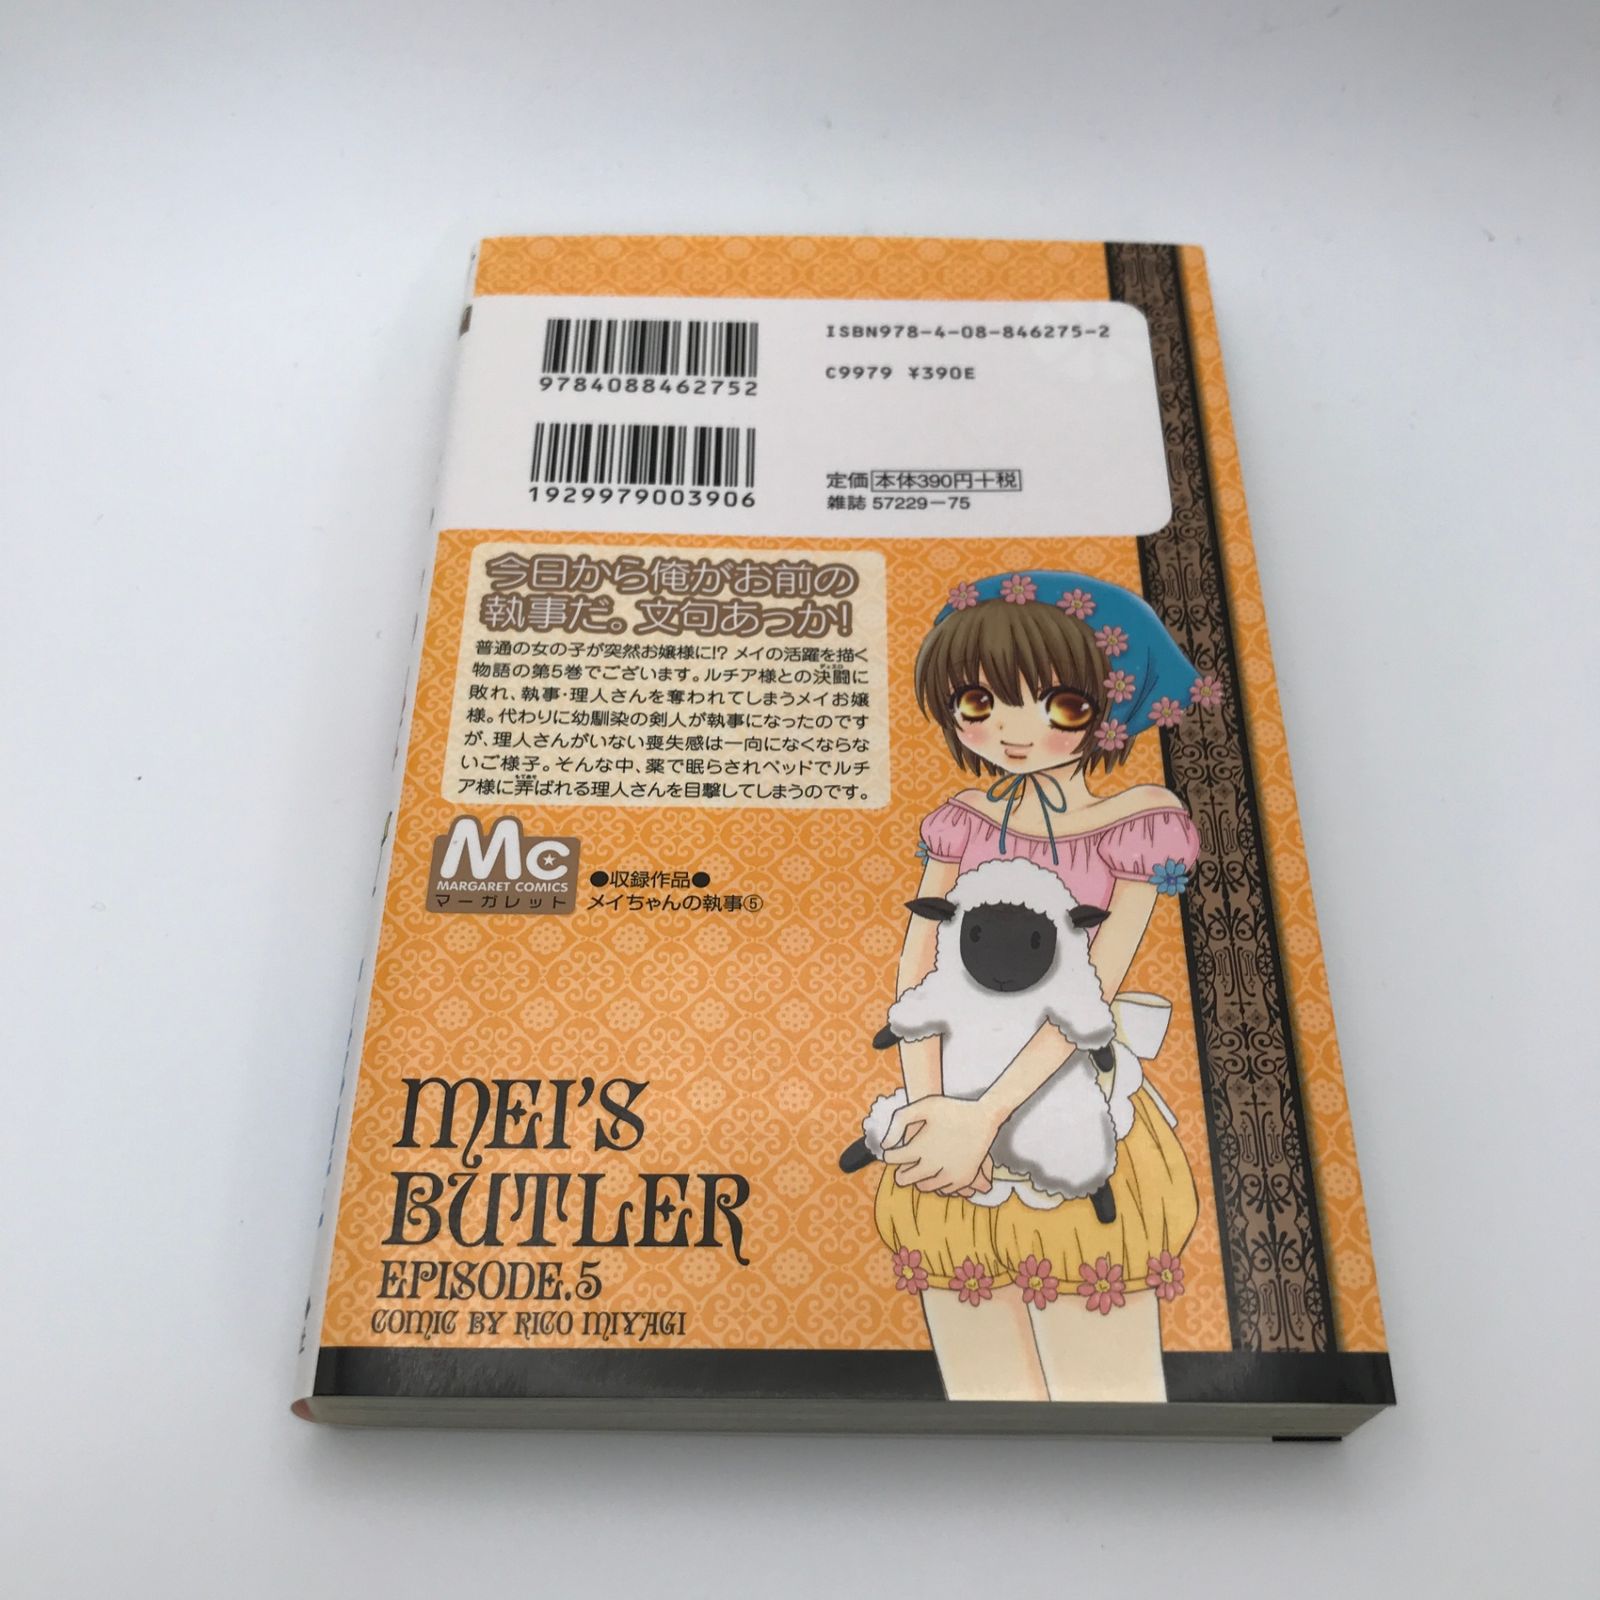 9784088462752
ISBN978-4-08-846275-2
C9979 ¥390E
1929979003906
定価 本体390円+税
雑誌 57229-75
今日から俺がお前の
執事だ。文句あっか!
普通の女の子が突然お嬢様に!? メイの活躍を描く
物語の第5巻でございます。ルチア様との決闘に
敗れ、執事・理人さんを奪われてしまうメイお嬢
様。代わりに幼馴染の剣人が執事になったのです
が、理人さんがいない喪失感は一向になくならな
いご様子。そんな中、薬で眠らされベッドでルチ
ア様に弄ばれる理人さんを目撃してしまうのです。
MC
MARGARET COMICS
マーガレット
●収録作品●
メイちゃんの執事⑤
MEI'S
BUTLER
EPISODE.5
COMIC BY RICO MIYAGI